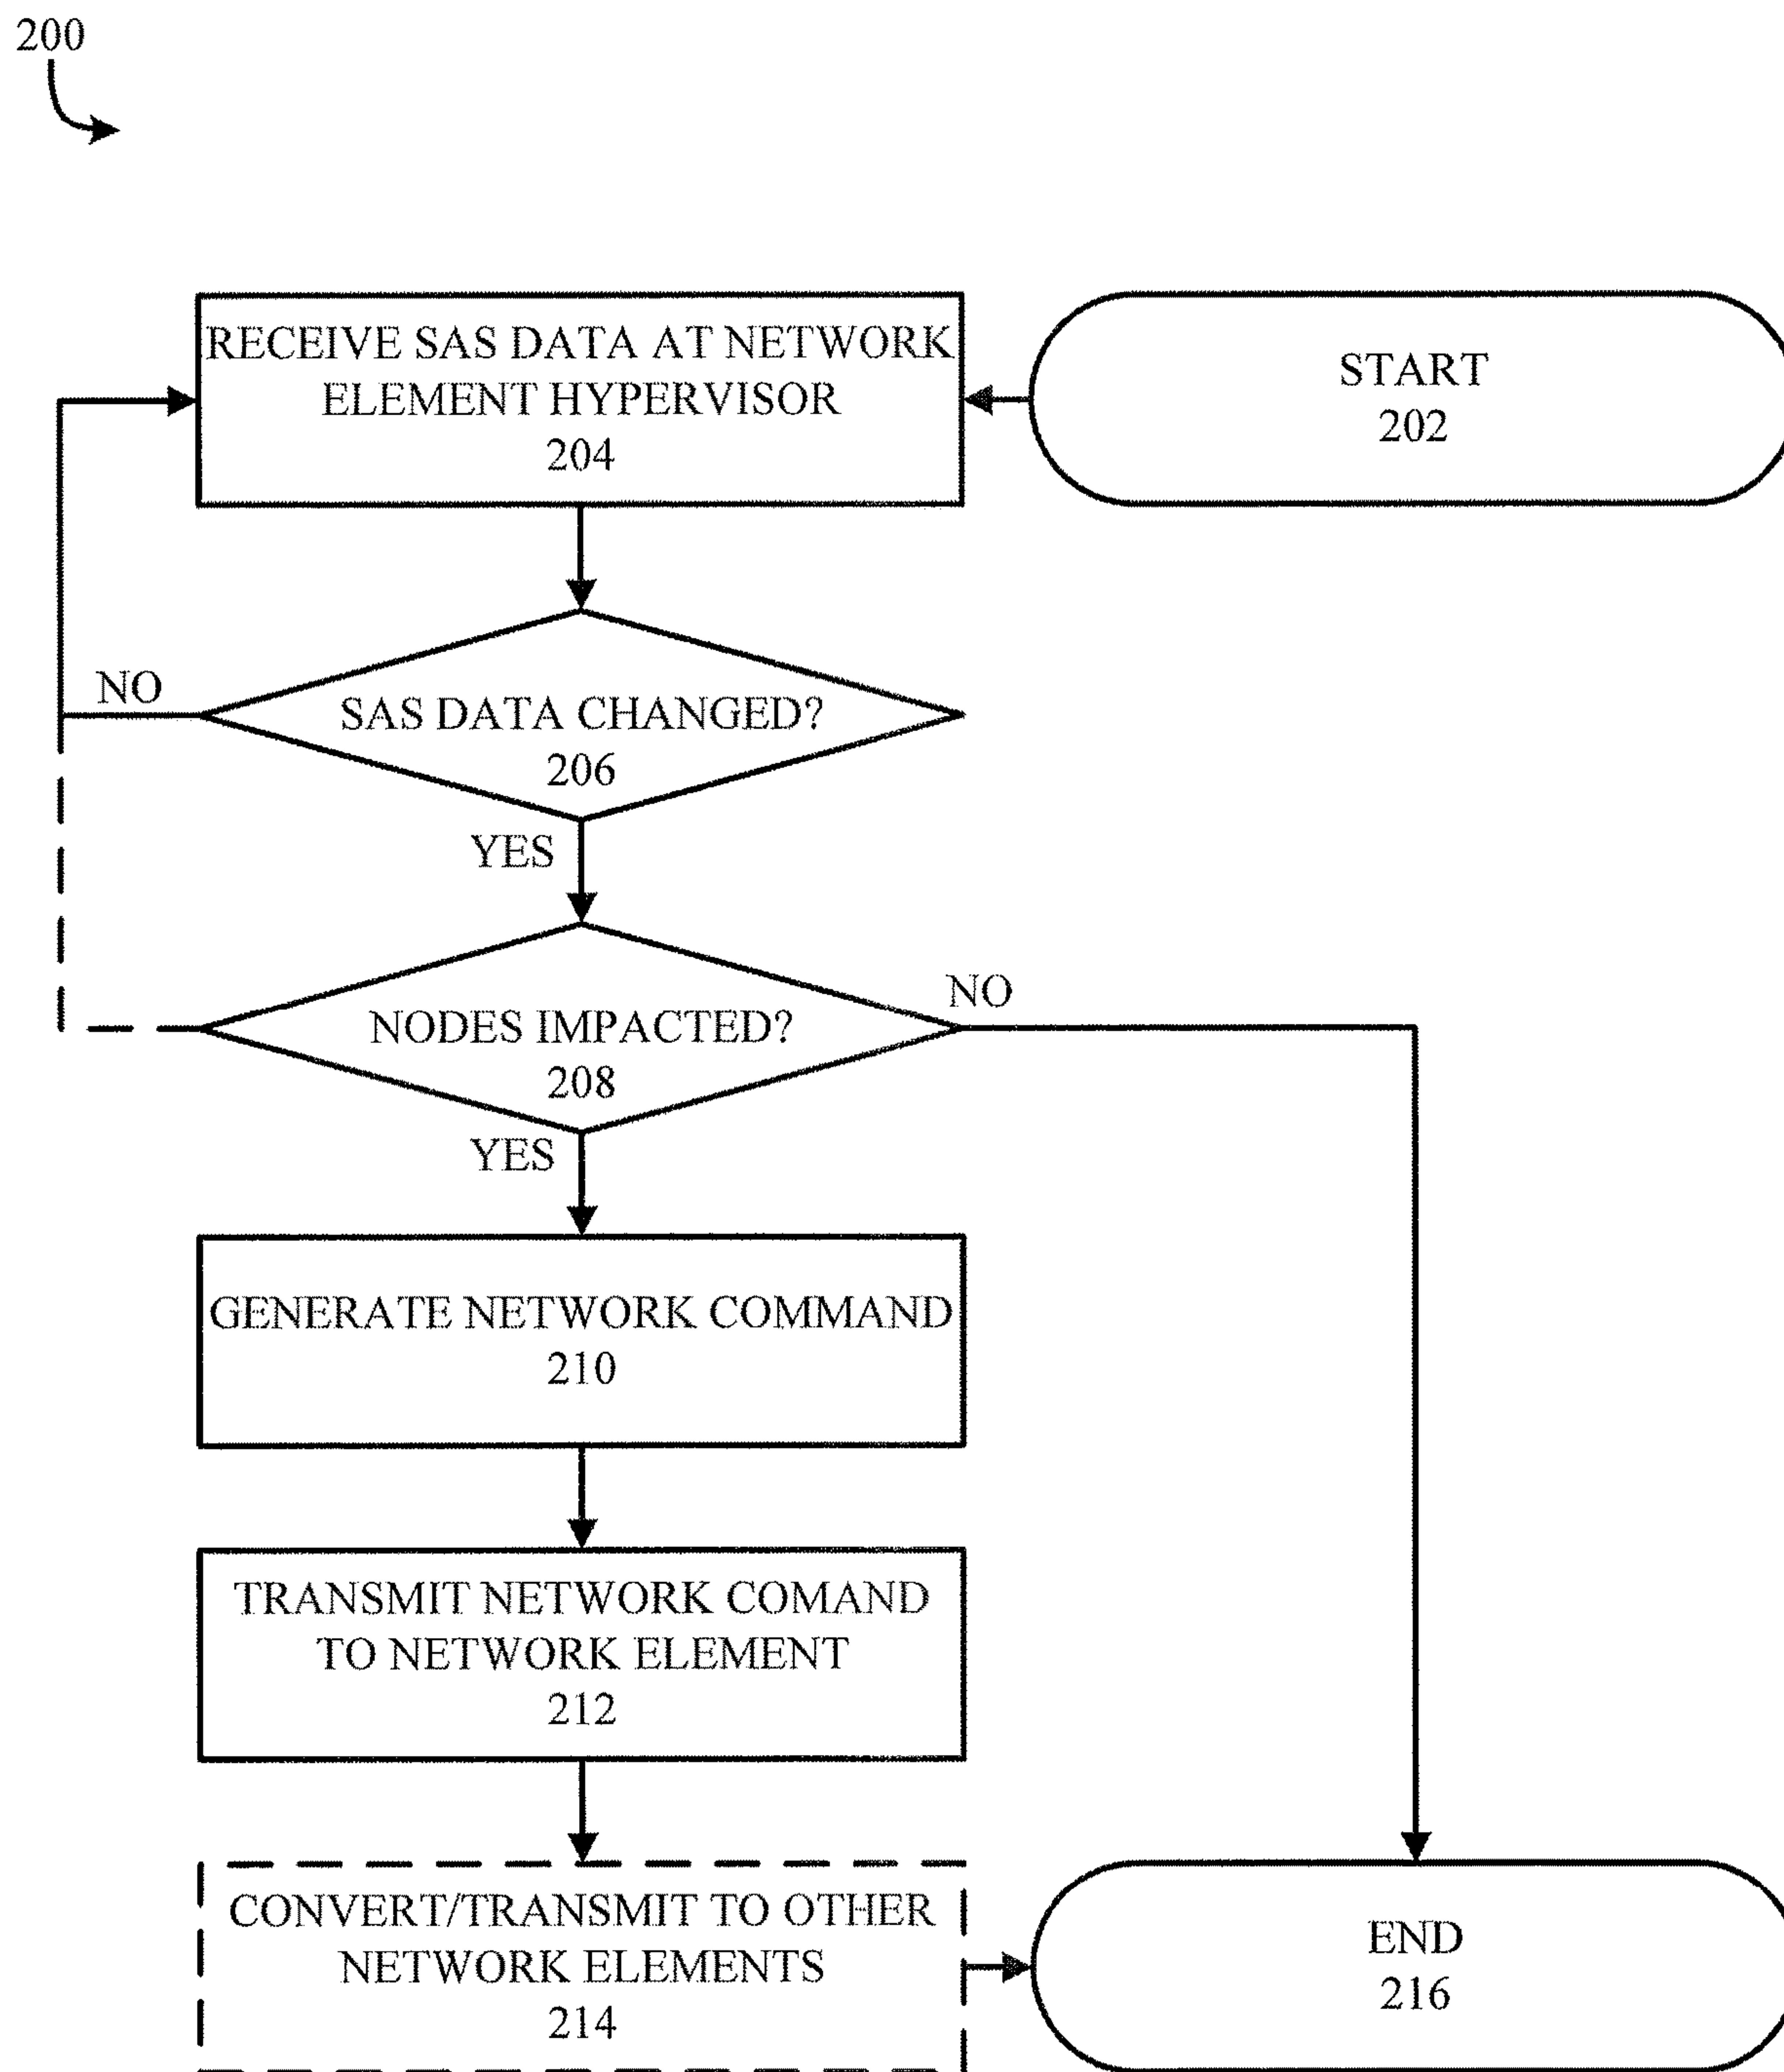 200
START
202
RECEIVE SAS DATA AT NETWORK
ELEMENT HYPERVISOR
204
NO
SAS DATA CHANGED?
206
YES
NO
NODES IMPACTED?
208
YES
GENERATE NETWORK COMMAND
210
TRANSMIT NETWORK COMAND
TO NETWORK ELEMENT
212
CONVERT/TRANSMIT TO OTHER
NETWORK ELEMENTS
214
END
216